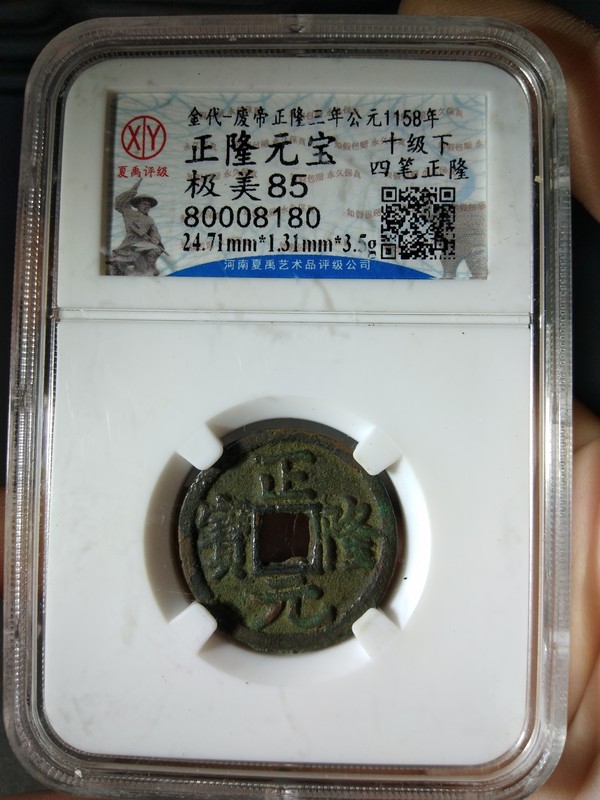 金代-废帝正隆三年公元1158年
正隆元宝
十级下
四笔正隆
极美85
80008180
24.71mm*1.31mm*3.5g
XY
夏禹评级
河南夏禹艺术品评级公司
正
隆
元
寳